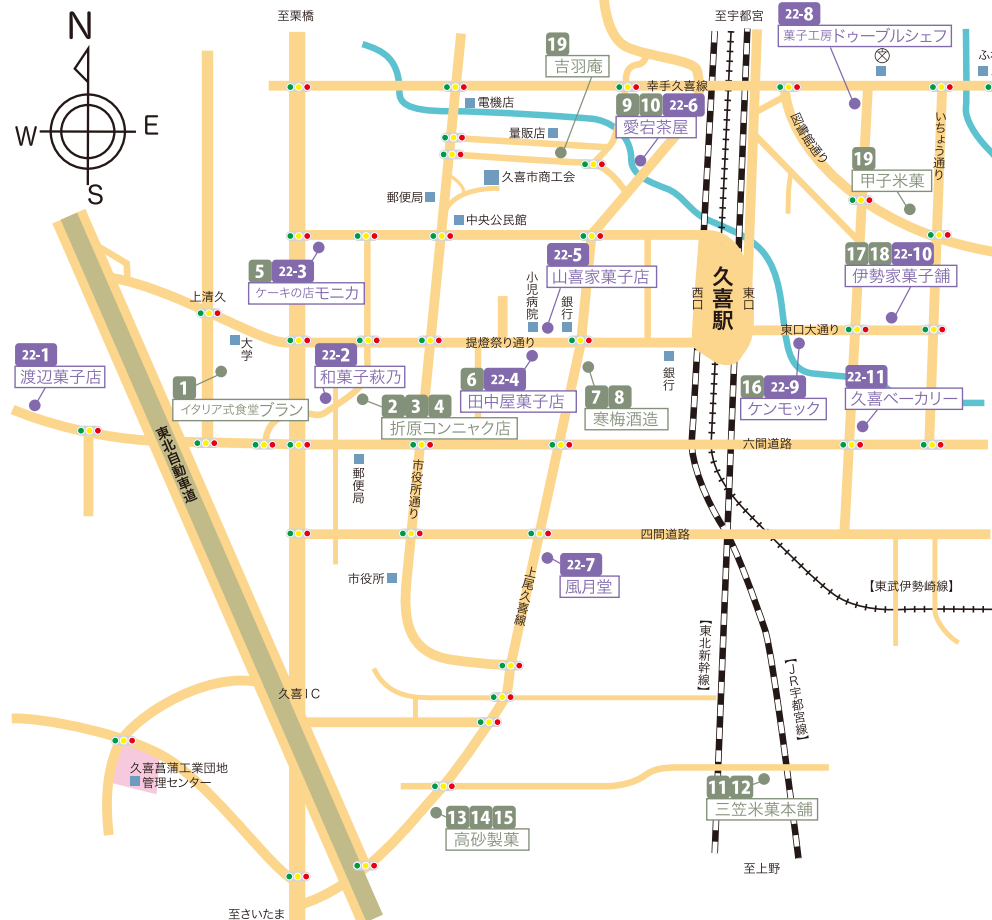 N
W
E
S
至栗橋
至宇都宮
22-8
菓子工房ドゥーブルシェフ
19
吉羽庵
幸手久喜線
電機店
9 10 22-6
愛宕茶屋
量販店
図書館通り
いちょう通り
19
甲子米菓
久喜市商工会
郵便局
中央公民館
5 22-3
ケーキの店モニカ
22-5
山喜家菓子店
17 18 22-10
伊勢家菓子舗
久喜駅
西口
東口
小児病院
銀行
上清久
大学
提燈祭り通り
東口大通り
22-1
渡辺菓子店
22-2
和菓子萩乃
1
イタリア式食堂ブラン
6 22-4
田中屋菓子店
2 3 4
折原コンニャク店
7 8
寒梅酒造
銀行
16 22-9
ケンモック
22-11
久喜ベーカリー
東北自動車道
六間道路
郵便局
市役所通り
四間道路
市役所
22-7
風月堂
上尾久喜線
【東武伊勢崎線】
【東北新幹線】
【JR宇都宮線】
久喜IC
久喜菖蒲工業団地
管理センター
11 12
三笠米菓本舗
13 14 15
高砂製菓
至上野
至さいたま